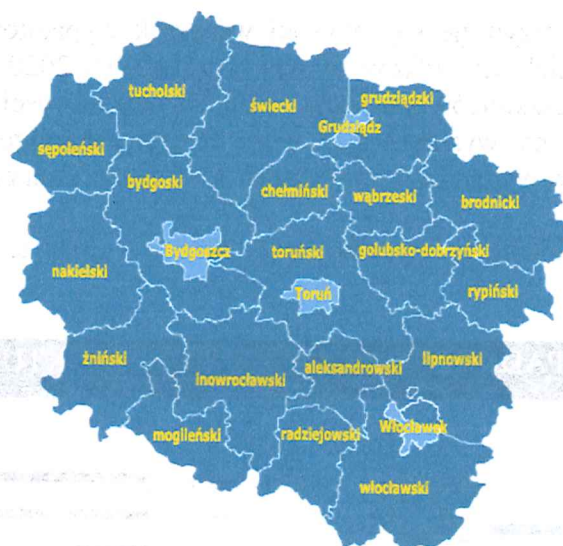 tucholski
świecki
grudziądzki
Grudziądz
sępoleński
bydgoski
chełmiński
wąbrzeski
brodnicki
Bydgoszcz
toruński
golubsko-dobrzyński
nakielski
Toruń
rypiński
żniński
inowrocławski
aleksandrowski
lipnowski
mogileński
radziejowski
Włocławek
włocławski